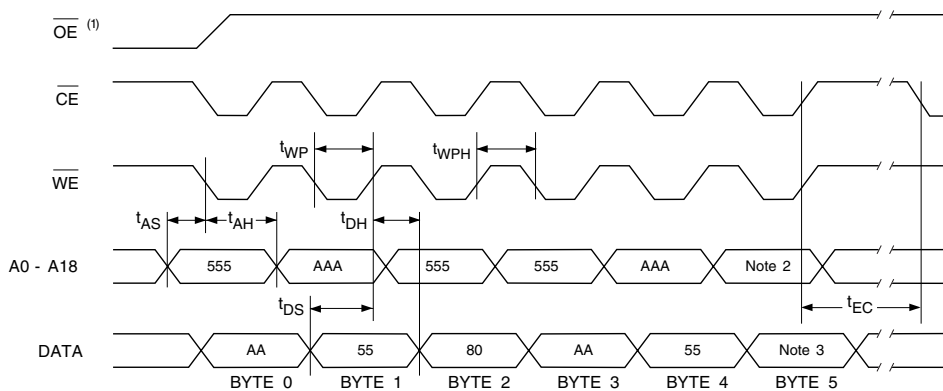 OE (1)
CE
tWP
tWPH
WE
tAS
tAH
tDH
A0 - A18
555
AAA
555
555
AAA
Note 2
tDS
tEC
DATA
AA
55
80
AA
55
Note 3
BYTE 0
BYTE 1
BYTE 2
BYTE 3
BYTE 4
BYTE 5